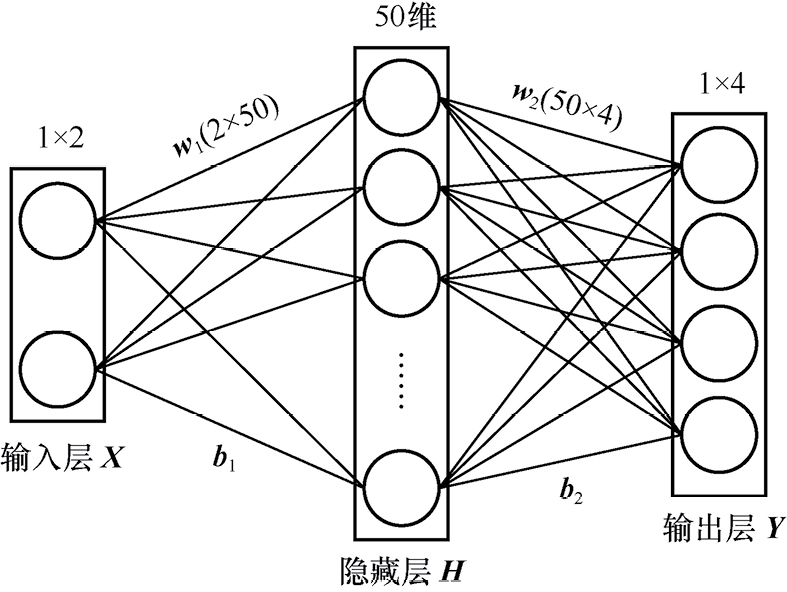 50维
w₁(2×50)
w₂(50×4)
1×4
1×2
输入层 X
b₁
b₂
输出层 Y
隐藏层 H